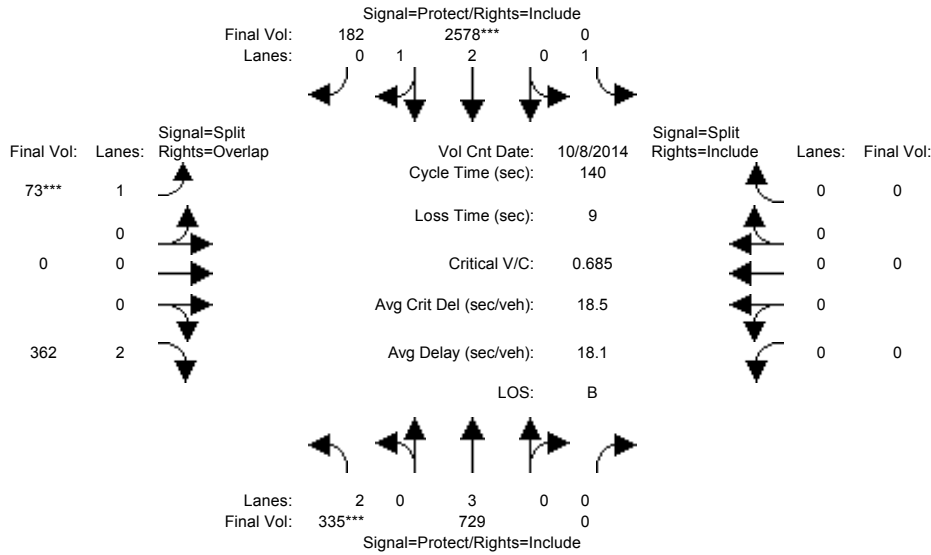 Signal=Protect/Rights=Include
Final Vol: 182 2578*** 0
Lanes: 0 1 2 0 1
Signal=Split Signal=Split
Final Vol: Lanes: Rights=Overlap Vol Cnt Date: 10/8/2014 Rights=Include Lanes: Final Vol:
Cycle Time (sec): 140
73*** 1 0 0
Loss Time (sec): 9
0 0
0 0 Critical V/C: 0.685 0 0
0 Avg Crit Del (sec/veh): 18.5 0
362 2 Avg Delay (sec/veh): 18.1 0 0
LOS: B
Lanes: 2 0 3 0 0
Final Vol: 335*** 729 0
Signal=Protect/Rights=Include